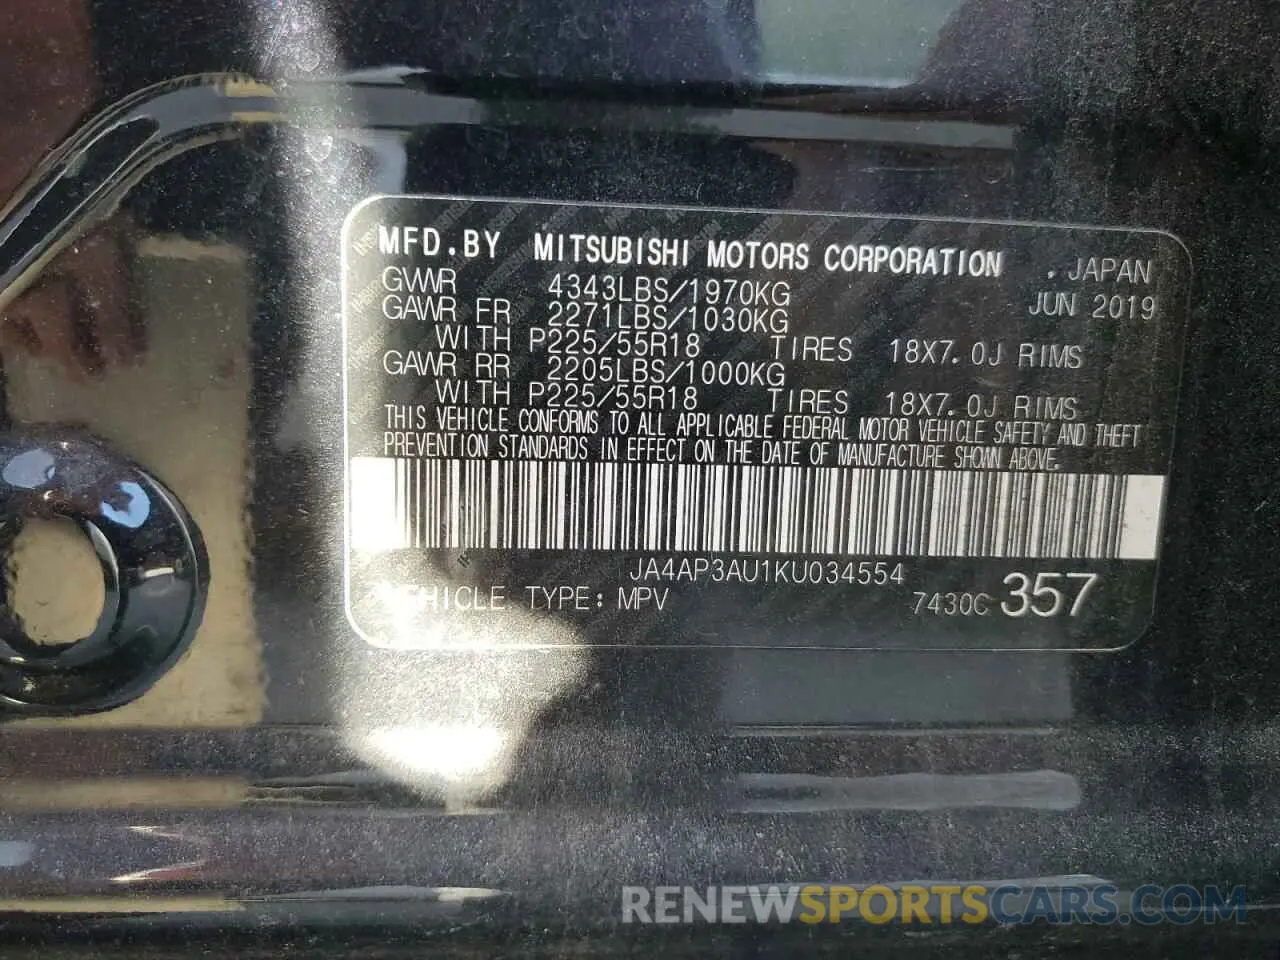 MFD.BY MITSUBISHI MOTORS CORPORATION . JAPAN
GVWR 4343LBS/1970KG JUN 2019
GAWR FR 2271LBS/1030KG
WITH P225/55R18 TIRES 18X7.0J RIMS
GAWR RR 2205LBS/1000KG
WITH P225/55R18 TIRES 18X7.0J RIMS
THIS VEHICLE CONFORMS TO ALL APPLICABLE FEDERAL MOTOR VEHICLE SAFETY AND THEFT
PREVENTION STANDARDS IN EFFECT ON THE DATE OF MANUFACTURE SHOWN ABOVE.
JA4AP3AU1KU034554
VEHICLE TYPE: MPV 7430C 357
RENEWSPORTSCARS.COM